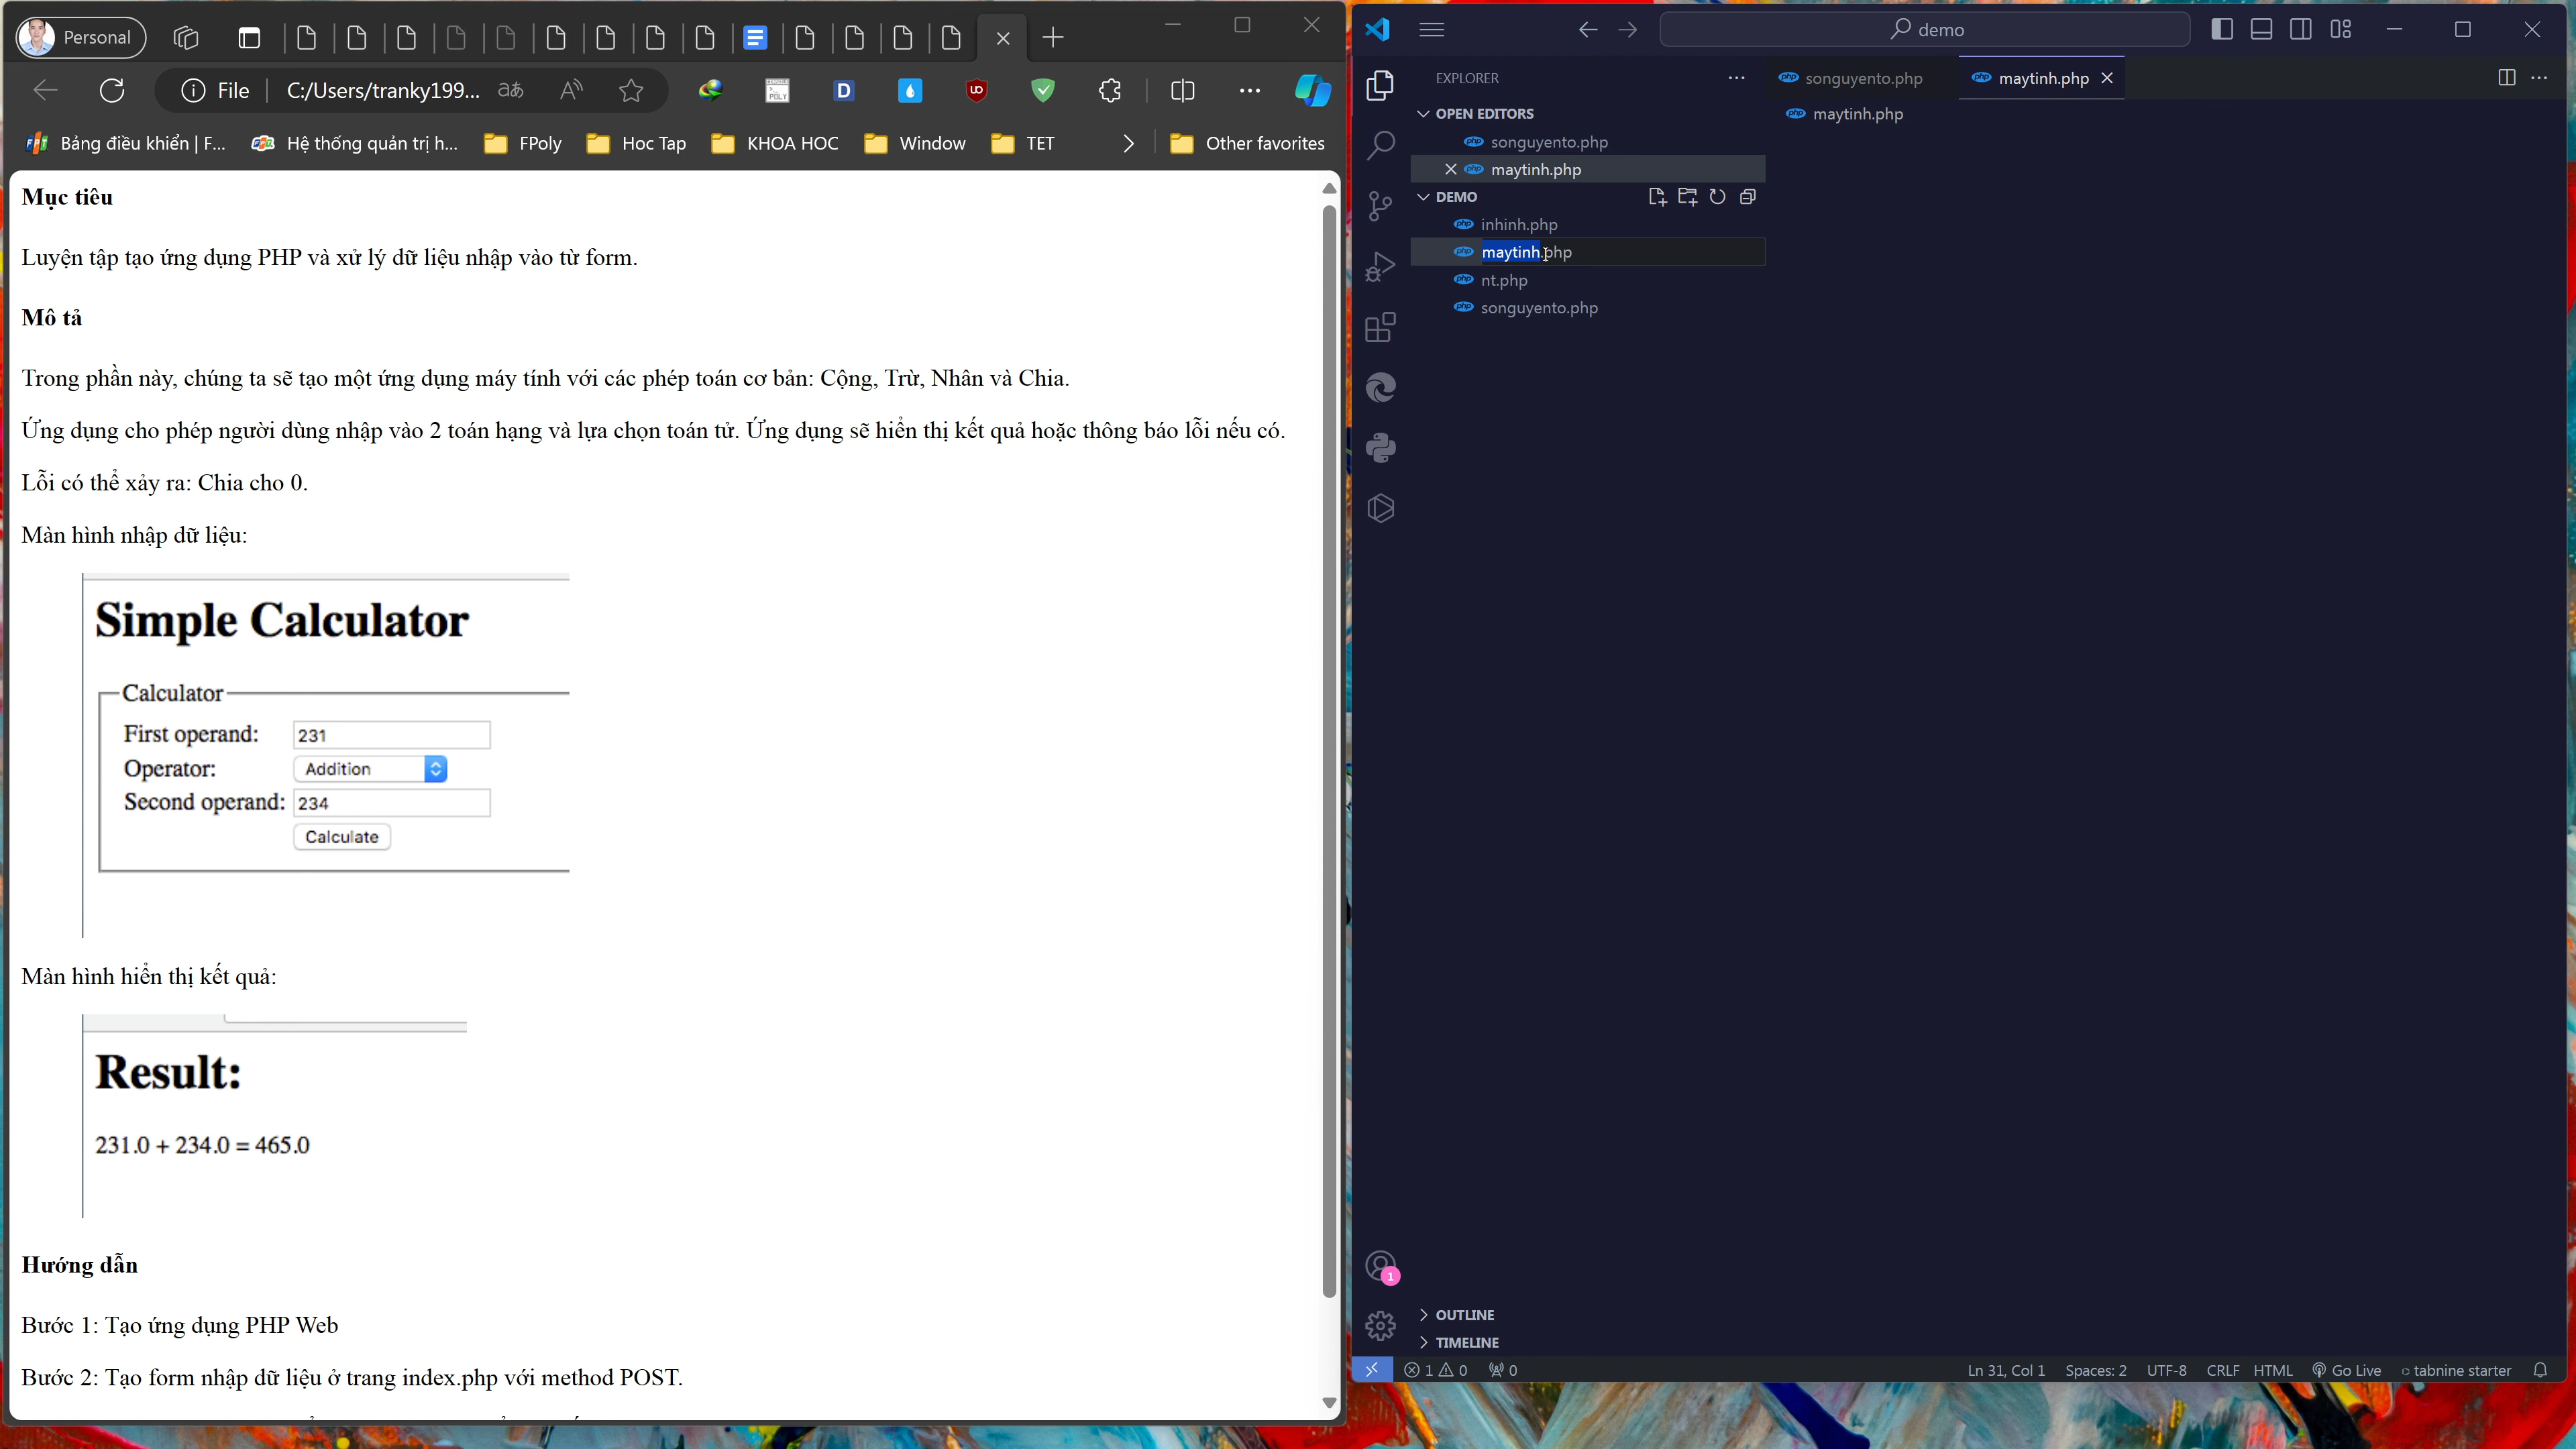 Personal
File
C:/Users/tranky199...
Bảng điều khiển | F...
Hệ thống quản trị h...
FPoly
Hoc Tap
KHOA HOC
Window
TET
Other favorites
Mục tiêu
Luyện tập tạo ứng dụng PHP và xử lý dữ liệu nhập vào từ form.
Mô tả
Trong phần này, chúng ta sẽ tạo một ứng dụng máy tính với các phép toán cơ bản: Cộng, Trừ, Nhân và Chia.
Ứng dụng cho phép người dùng nhập vào 2 toán hạng và lựa chọn toán tử. Ứng dụng sẽ hiển thị kết quả hoặc thông báo lỗi nếu có.
Lỗi có thể xảy ra: Chia cho 0.
Màn hình nhập dữ liệu:
Simple Calculator
Calculator
First operand: 231
Operator: Addition
Second operand: 234
Calculate
Màn hình hiển thị kết quả:
Result:
231.0 + 234.0 = 465.0
Hướng dẫn
Bước 1: Tạo ứng dụng PHP Web
Bước 2: Tạo form nhập dữ liệu ở trang index.php với method POST.
demo
EXPLORER
songuyento.php
maytinh.php
maytinh.php
OPEN EDITORS
songuyento.php
maytinh.php
DEMO
inhinh.php
maytinh.php
nt.php
songuyento.php
1
OUTLINE
TIMELINE
1 0 0
Ln 31, Col 1
Spaces: 2
UTF-8
CRLF
HTML
Go Live
tabnine starter